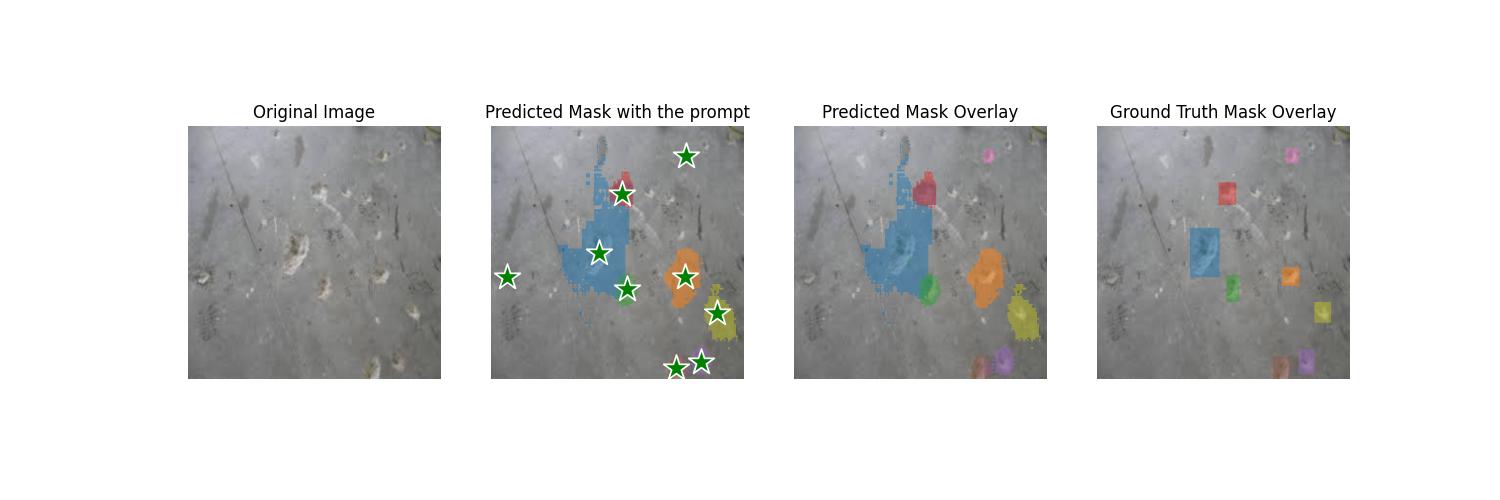 Original Image
Predicted Mask with the prompt
Predicted Mask Overlay
Ground Truth Mask Overlay